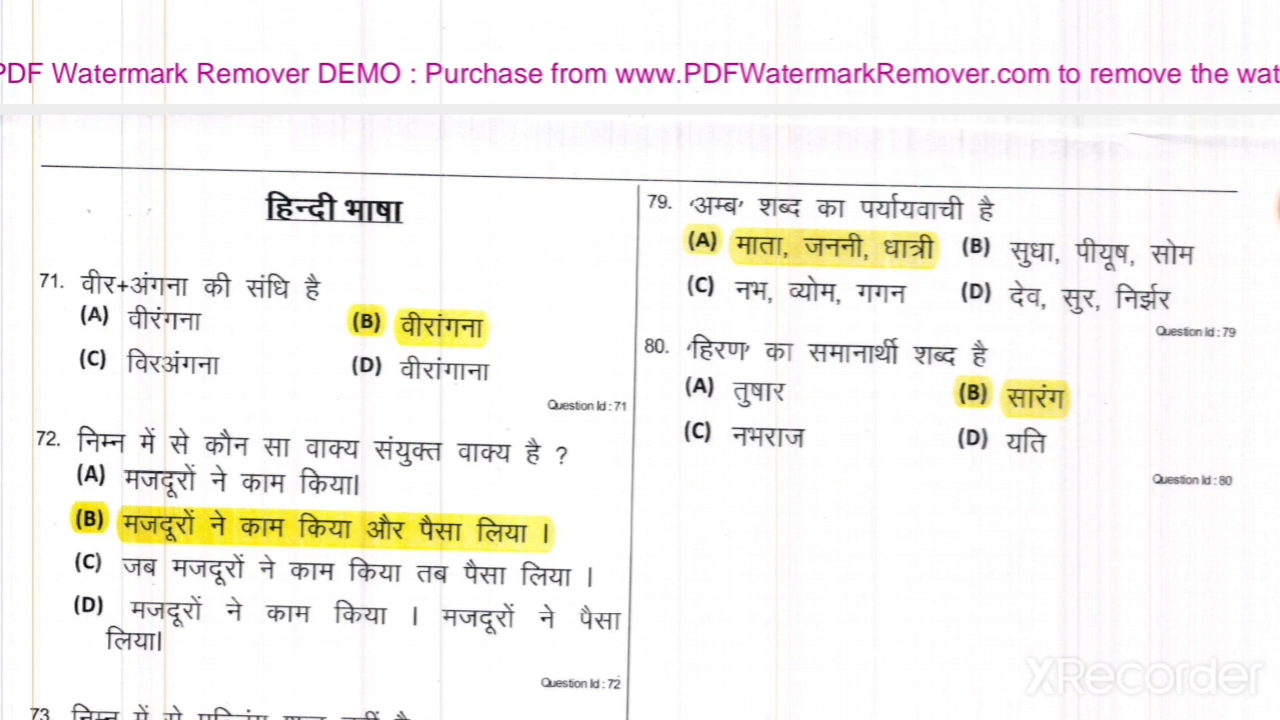 PDF Watermark Remover DEMO : Purchase from www.PDFWatermarkRemover.com to remove the wat
हिन्दी भाषा
71. वीर+अंगना की संधि है
(A) वीरंगना (B) वीरांगना
(C) विरअंगना (D) वीरांगाना
Question Id : 71
72. निम्न में से कौन सा वाक्य संयुक्त वाक्य है ?
(A) मजदूरों ने काम किया।
(B) मजदूरों ने काम किया और पैसा लिया ।
(C) जब मजदूरों ने काम किया तब पैसा लिया ।
(D) मजदूरों ने काम किया । मजदूरों ने पैसा
लिया।
Question Id : 72
73 निम्न में से
79. 'अम्ब' शब्द का पर्यायवाची है
(A) माता, जननी, धात्री (B) सुधा, पीयूष, सोम
(C) नभ, व्योम, गगन (D) देव, सुर, निर्झर
Question Id : 79
80. 'हिरण' का समानार्थी शब्द है
(A) तुषार (B) सारंग
(C) नभराज (D) यति
Question Id : 80
XRecorder